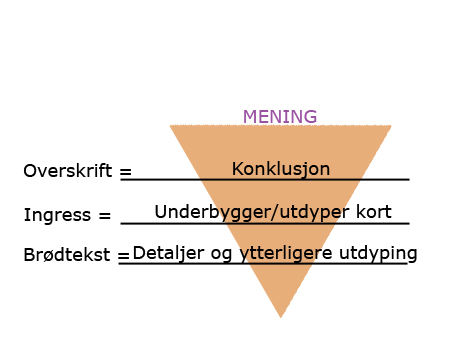 MENING
Overskrift = Konklusjon
Ingress = Underbygger/utdyper kort
Brødtekst = Detaljer og ytterligere utdyping